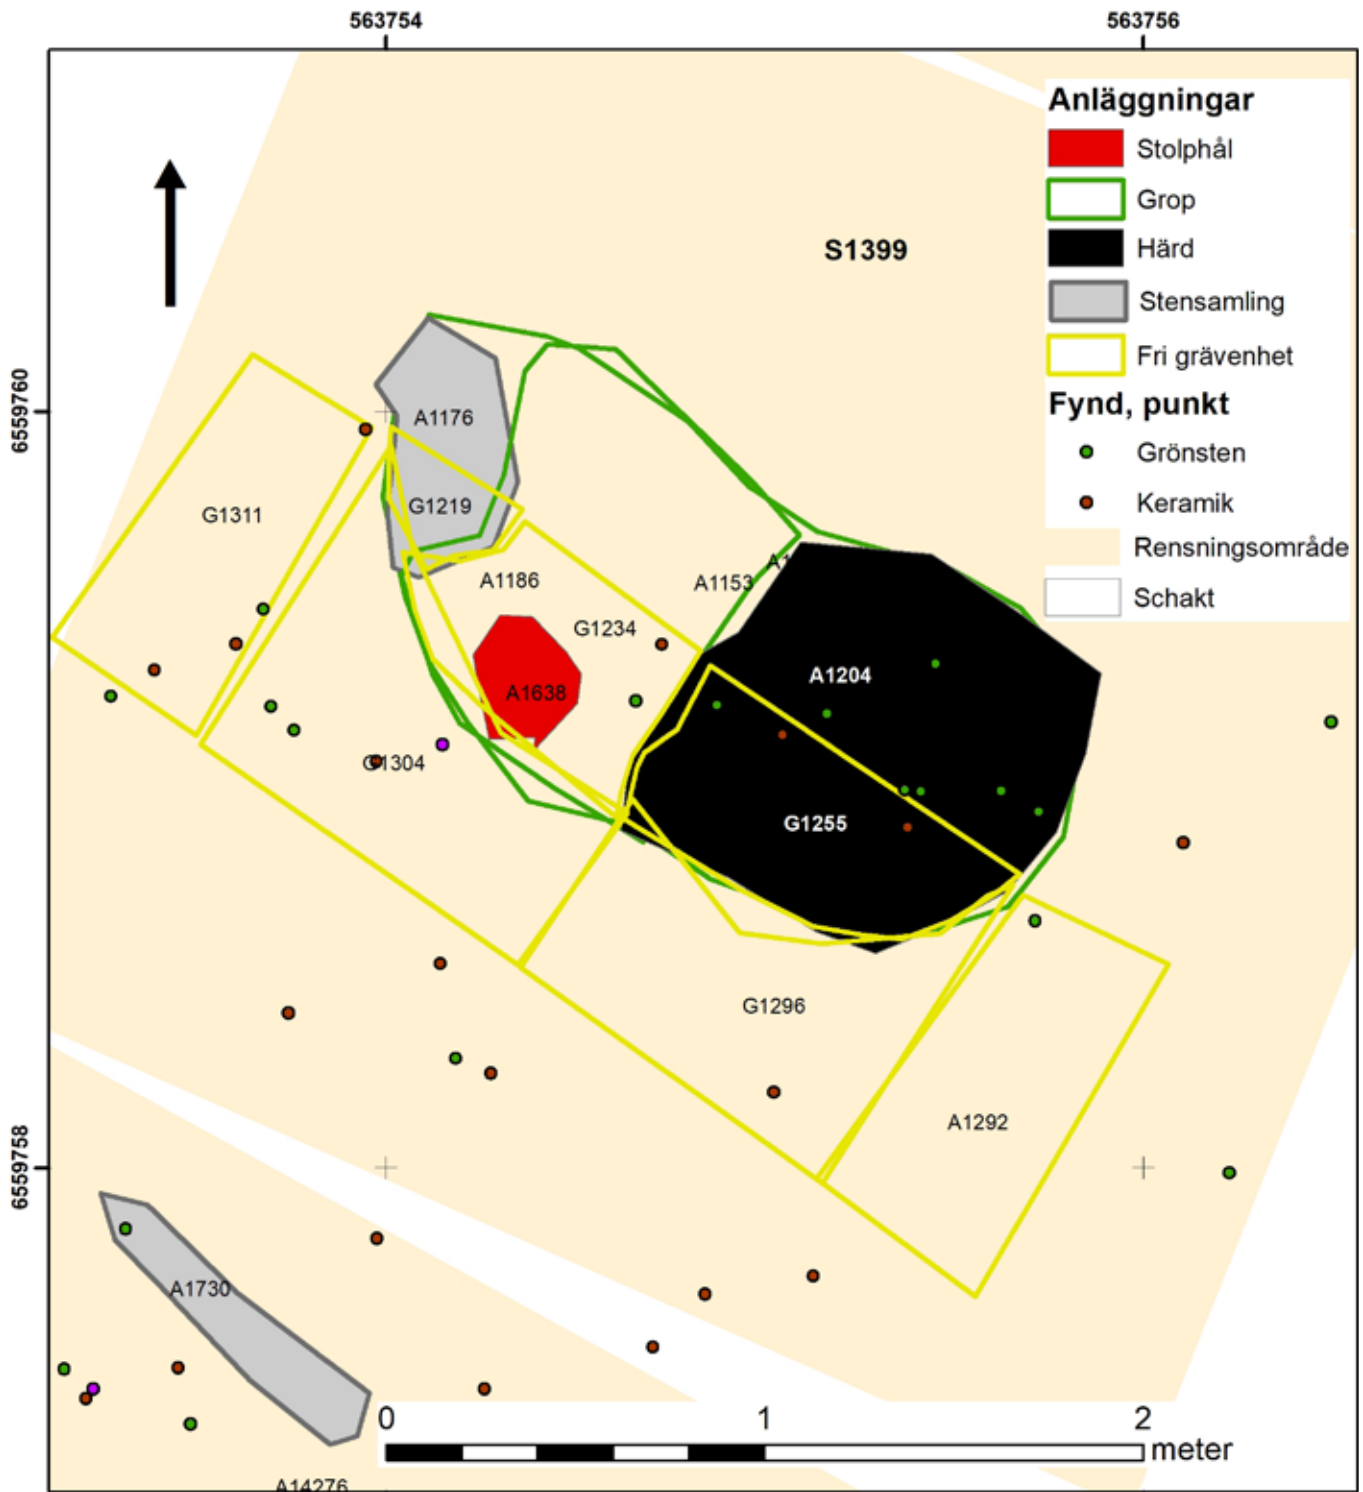 563754
563756
6559760
6559758
Anläggningar
Stolphål
Grop
Härd
Stensamling
Fri grävenhet
Fynd, punkt
Grönsten
Keramik
Rensningsområde
Schakt
S1399
A1176
G1219
G1311
A1186
G1234
A1153
A1638
A1204
G1304
G1255
G1296
A1292
A1730
A14276
0
1
2
meter